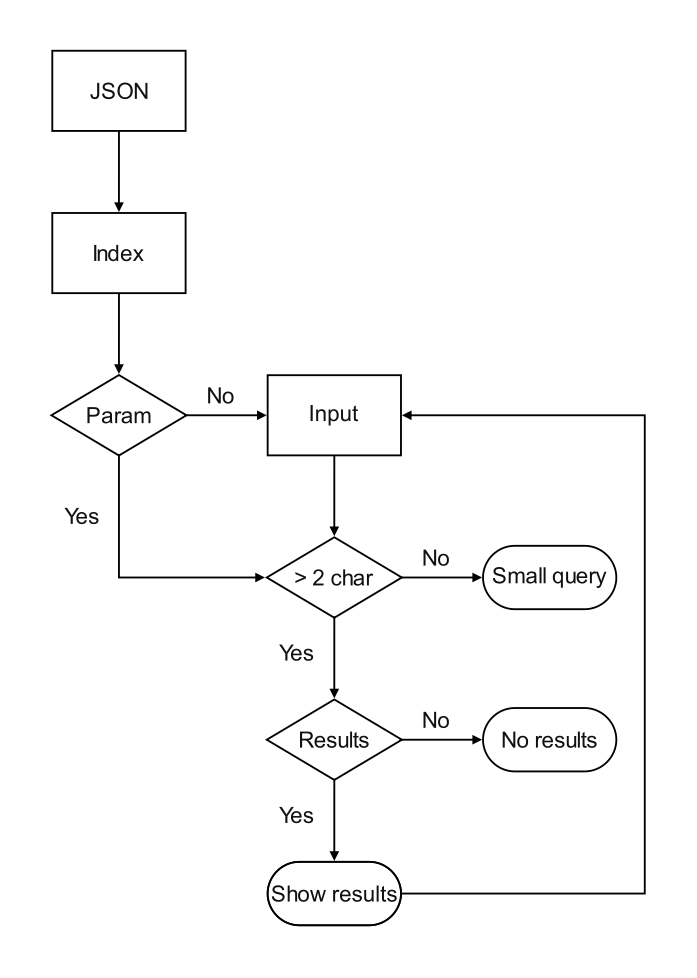 JSON
Index
Param
No
Input
Yes
> 2 char
No
Small query
Yes
Results
No
No results
Yes
Show results